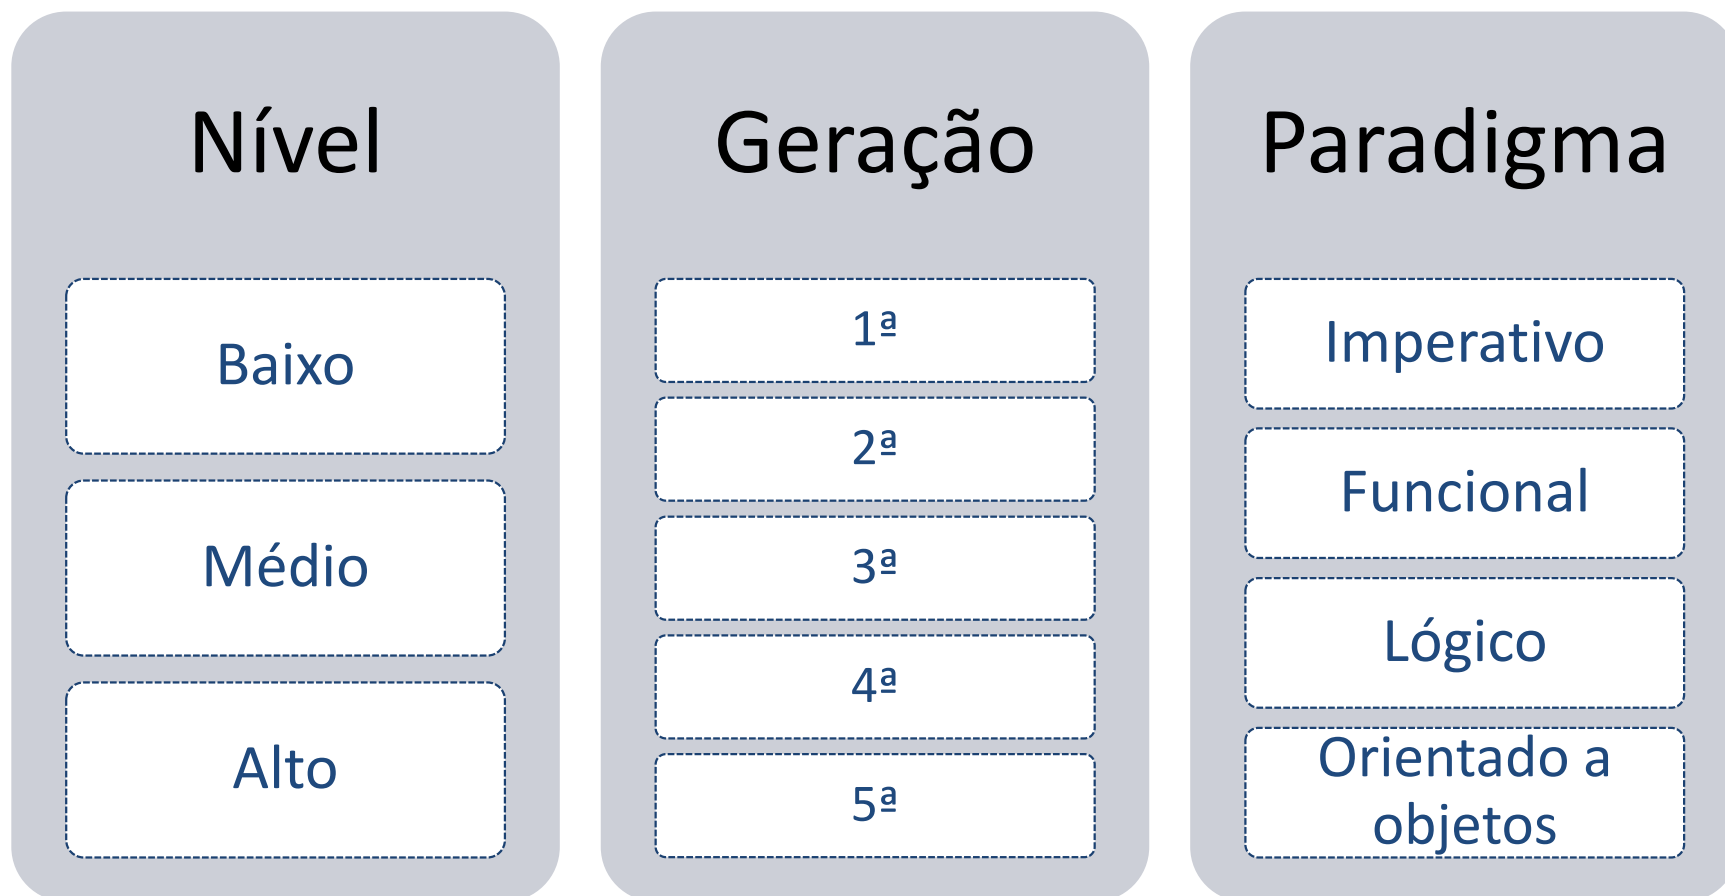 Nível
Baixo
Médio
Alto
Geração
1ª
2ª
3ª
4ª
5ª
Paradigma
Imperativo
Funcional
Lógico
Orientado a
objetos